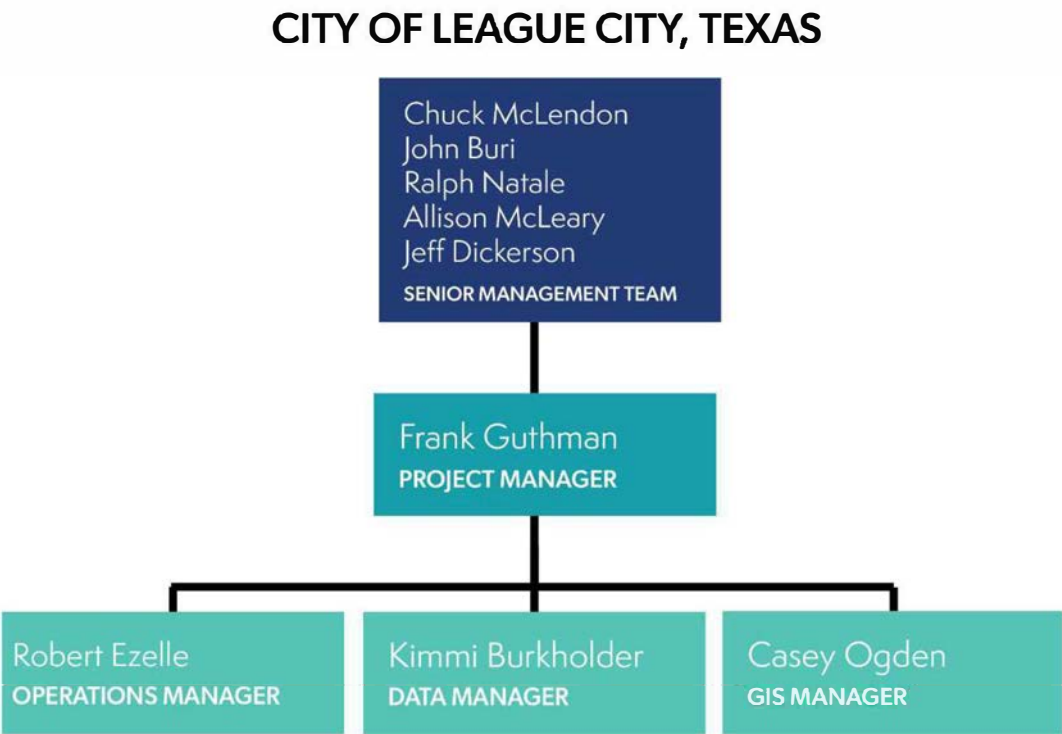 CITY OF LEAGUE CITY, TEXAS
Chuck McLendon
John Buri
Ralph Natale
Allison McLeary
Jeff Dickerson
SENIOR MANAGEMENT TEAM
Frank Guthman
PROJECT MANAGER
Robert Ezelle
OPERATIONS MANAGER
Kimmi Burkholder
DATA MANAGER
Casey Ogden
GIS MANAGER